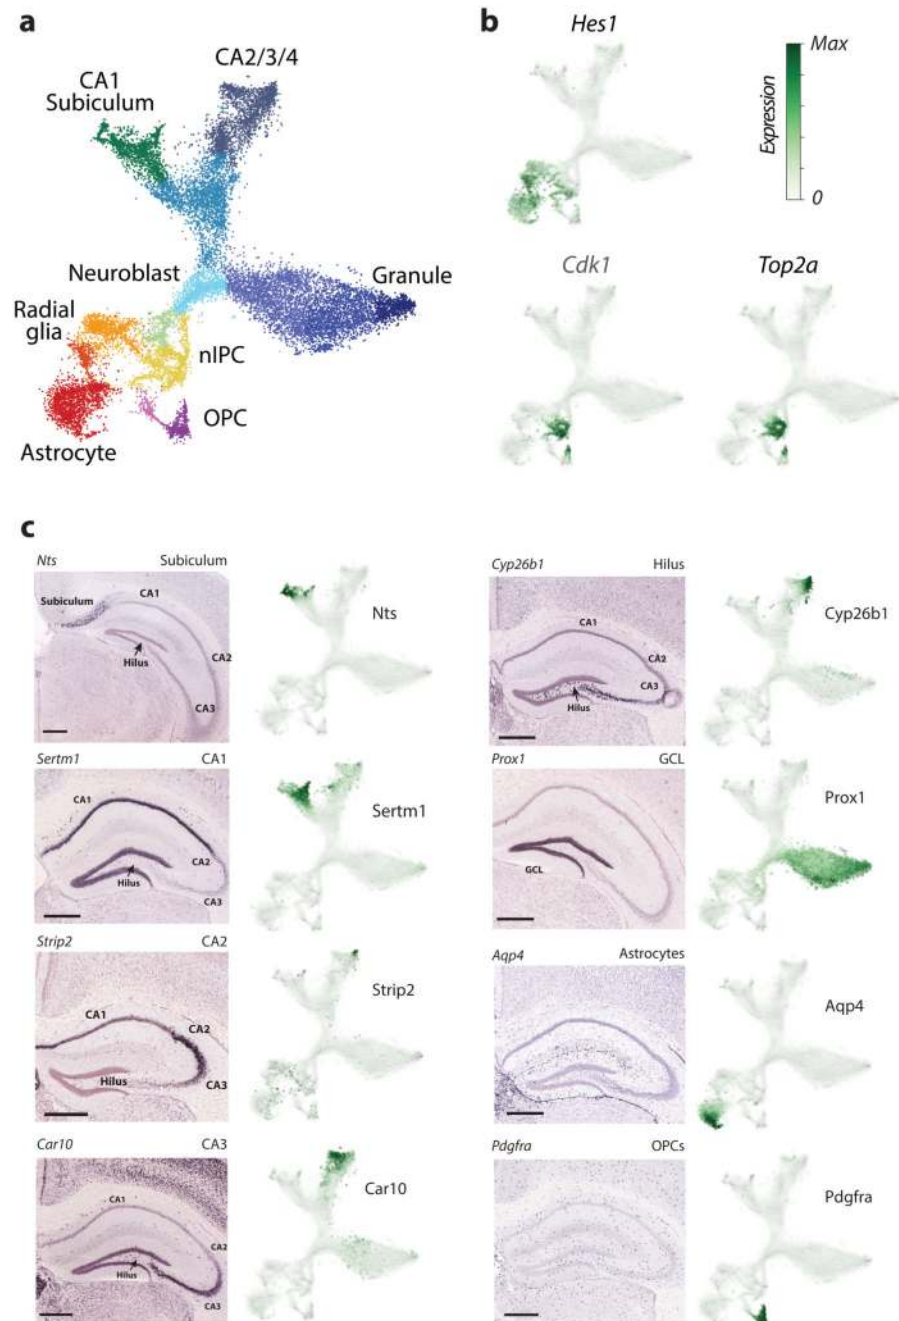 a
CA2/3/4
CA1
Subiculum
Neuroblast
Granule
Radial
glia
nIPC
OPC
Astrocyte
b
Hes1
Max
Expression
0
Cdk1
Top2a
c
Nts Subiculum
CA1
Subiculum
Hilus
CA2
CA3
Nts
Sertm1 CA1
CA1
CA2
Hilus
CA3
Sertm1
Strip2 CA2
CA1
CA2
Hilus
CA3
Strip2
Car10 CA3
CA1
CA2
Hilus
CA3
Car10
Cyp26b1 Hilus
CA1
CA2
CA3
Hilus
Cyp26b1
Prox1 GCL
GCL
Prox1
Aqp4 Astrocytes
Aqp4
Pdgfra OPCs
Pdgfra